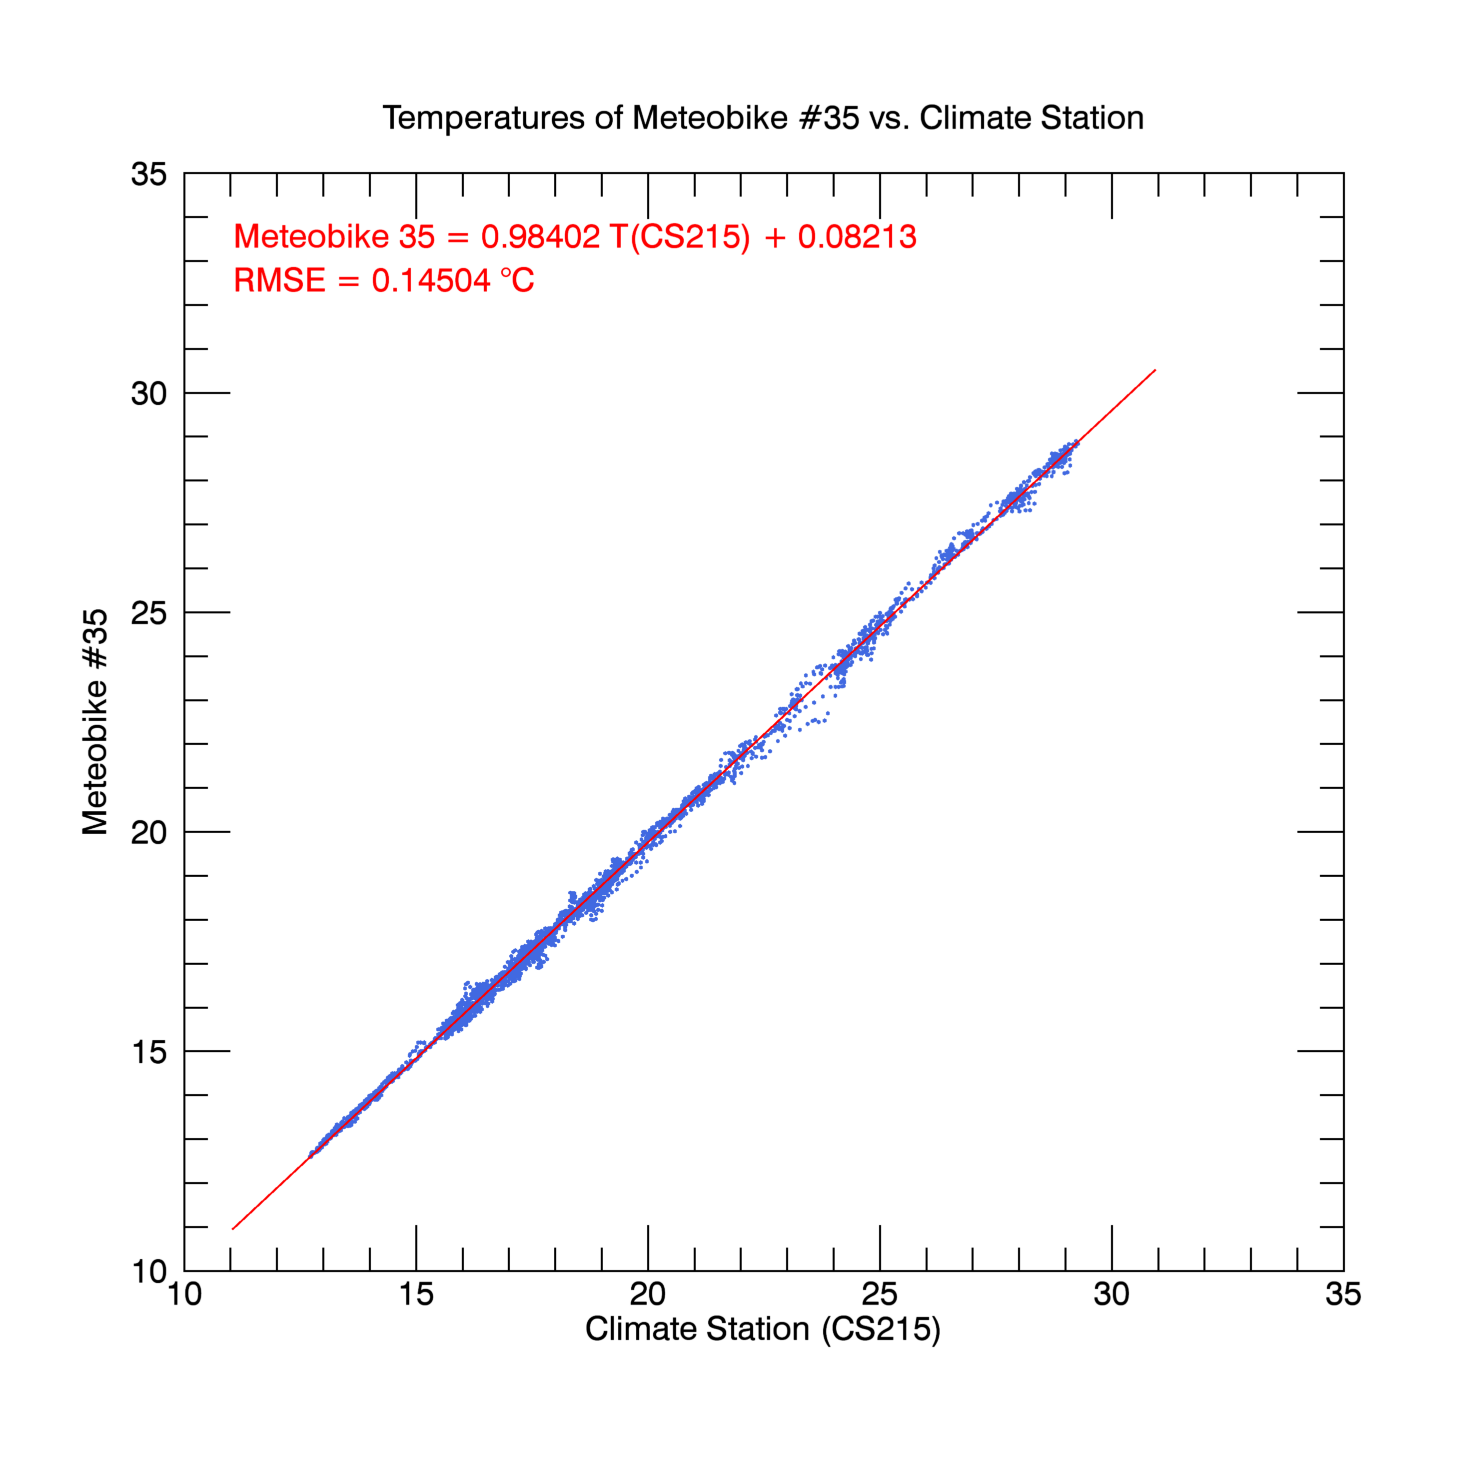 Temperatures of Meteobike #35 vs. Climate Station
35
Meteobike 35 = 0.98402 T(CS215) + 0.08213
RMSE = 0.14504 °C
30
25
Meteobike #35
20
15
10
10 15 20 25 30 35
Climate Station (CS215)